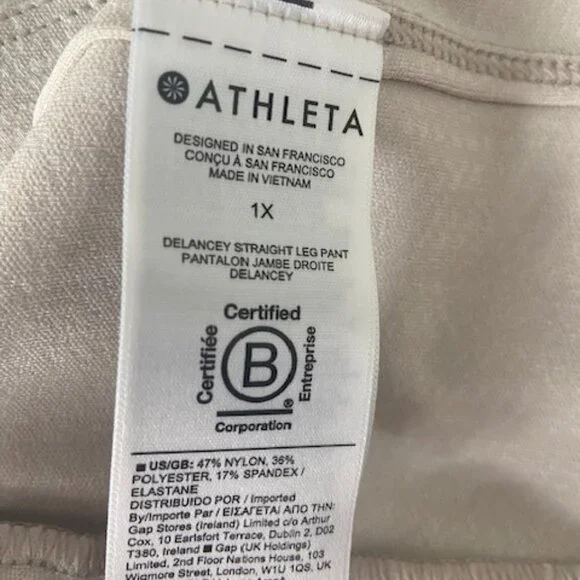 ATHLETA
DESIGNED IN SAN FRANCISCO
CONÇU À SAN FRANCISCO
MADE IN VIETNAM
1X
DELANCEY STRAIGHT LEG PANT
PANTALON JAMBE DROITE
DELANCEY
Certified
Certifiée
B
Entreprise
®
Corporation
US/GB: 47% NYLON, 36%
POLYESTER, 17% SPANDEX /
ELASTANE
DISTRIBUIDO POR / Imported
By/Importe Par / ΕΙΣΑΓΕΤΑΙ ΑΠΟ ΤΗΝ:
Gap Stores (Ireland) Limited c/o Arthur
Cox, 10 Earlsfort Terrace, Dublin 2, D02
T380, Ireland ■ Gap (UK Holdings)
Limited, 2nd Floor Nations House, 103
Wigmore Street, London, W1U 1QS, UK